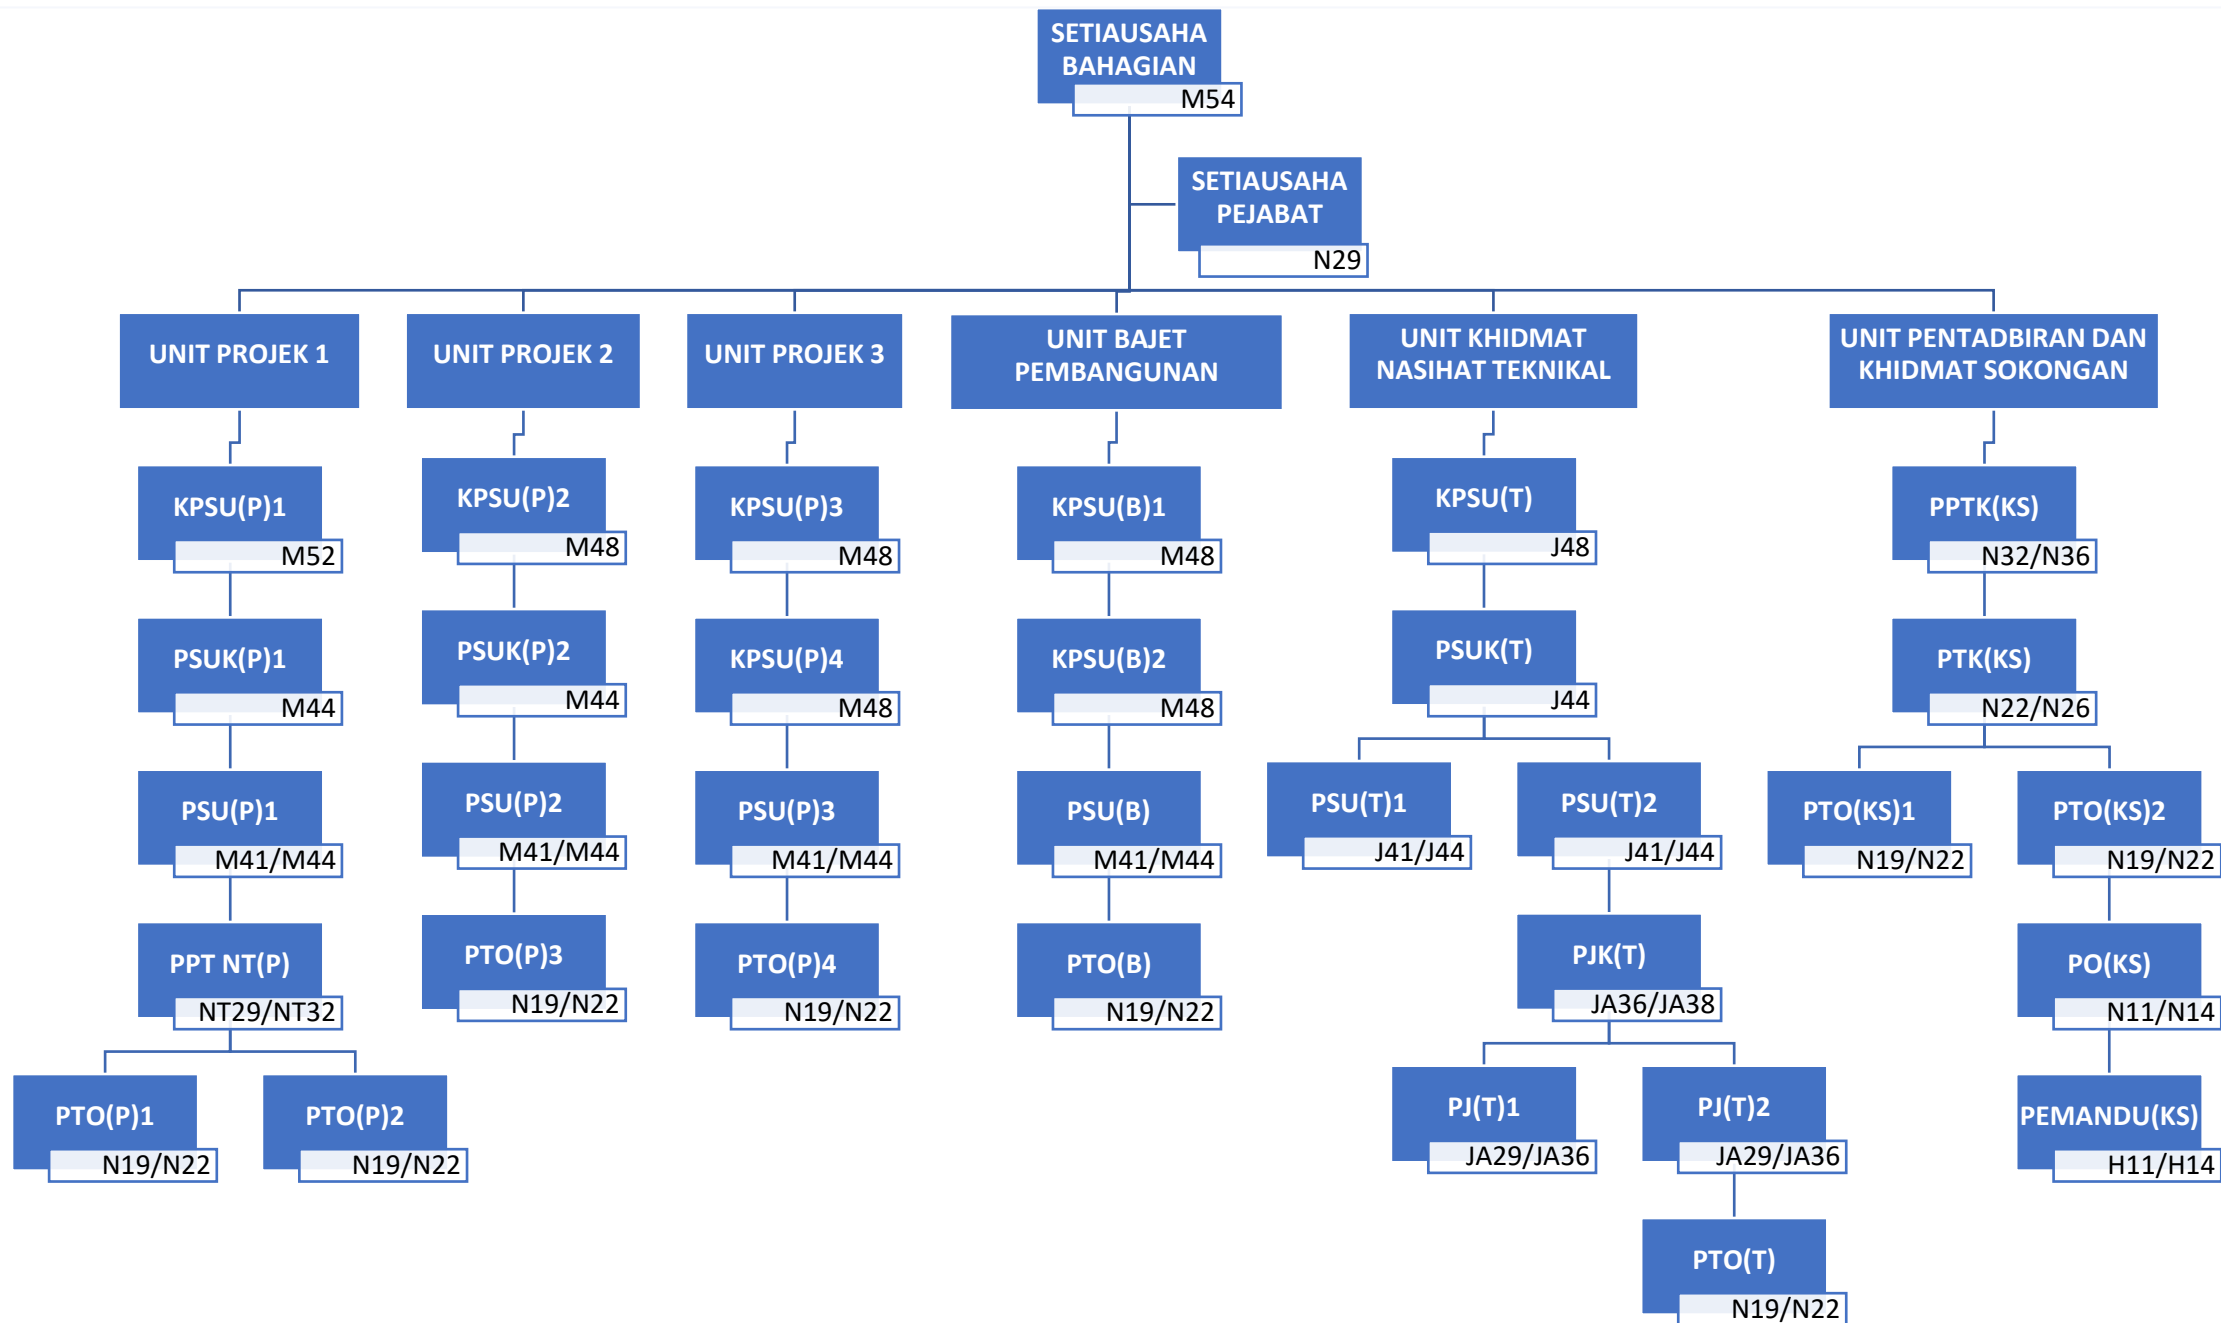 SETIAUSAHA
BAHAGIAN
M54
SETIAUSAHA
PEJABAT
N29
UNIT PROJEK 1
KPSU(P)1
M52
PSUK(P)1
M44
PSU(P)1
M41/M44
PPT NT(P)
NT29/NT32
PTO(P)1
N19/N22
PTO(P)2
N19/N22
UNIT PROJEK 2
KPSU(P)2
M48
PSUK(P)2
M44
PSU(P)2
M41/M44
PTO(P)3
N19/N22
UNIT PROJEK 3
KPSU(P)3
M48
KPSU(P)4
M48
PSU(P)3
M41/M44
PTO(P)4
N19/N22
UNIT BAJET
PEMBANGUNAN
KPSU(B)1
M48
KPSU(B)2
M48
PSU(B)
M41/M44
PTO(B)
N19/N22
UNIT KHIDMAT
NASIHAT TEKNIKAL
KPSU(T)
J48
PSUK(T)
J44
PSU(T)1
J41/J44
PSU(T)2
J41/J44
PJK(T)
JA36/JA38
PJ(T)1
JA29/JA36
PJ(T)2
JA29/JA36
PTO(T)
N19/N22
UNIT PENTADBIRAN DAN
KHIDMAT SOKONGAN
PPTK(KS)
N32/N36
PTK(KS)
N22/N26
PTO(KS)1
N19/N22
PTO(KS)2
N19/N22
PO(KS)
N11/N14
PEMANDU(KS)
H11/H14